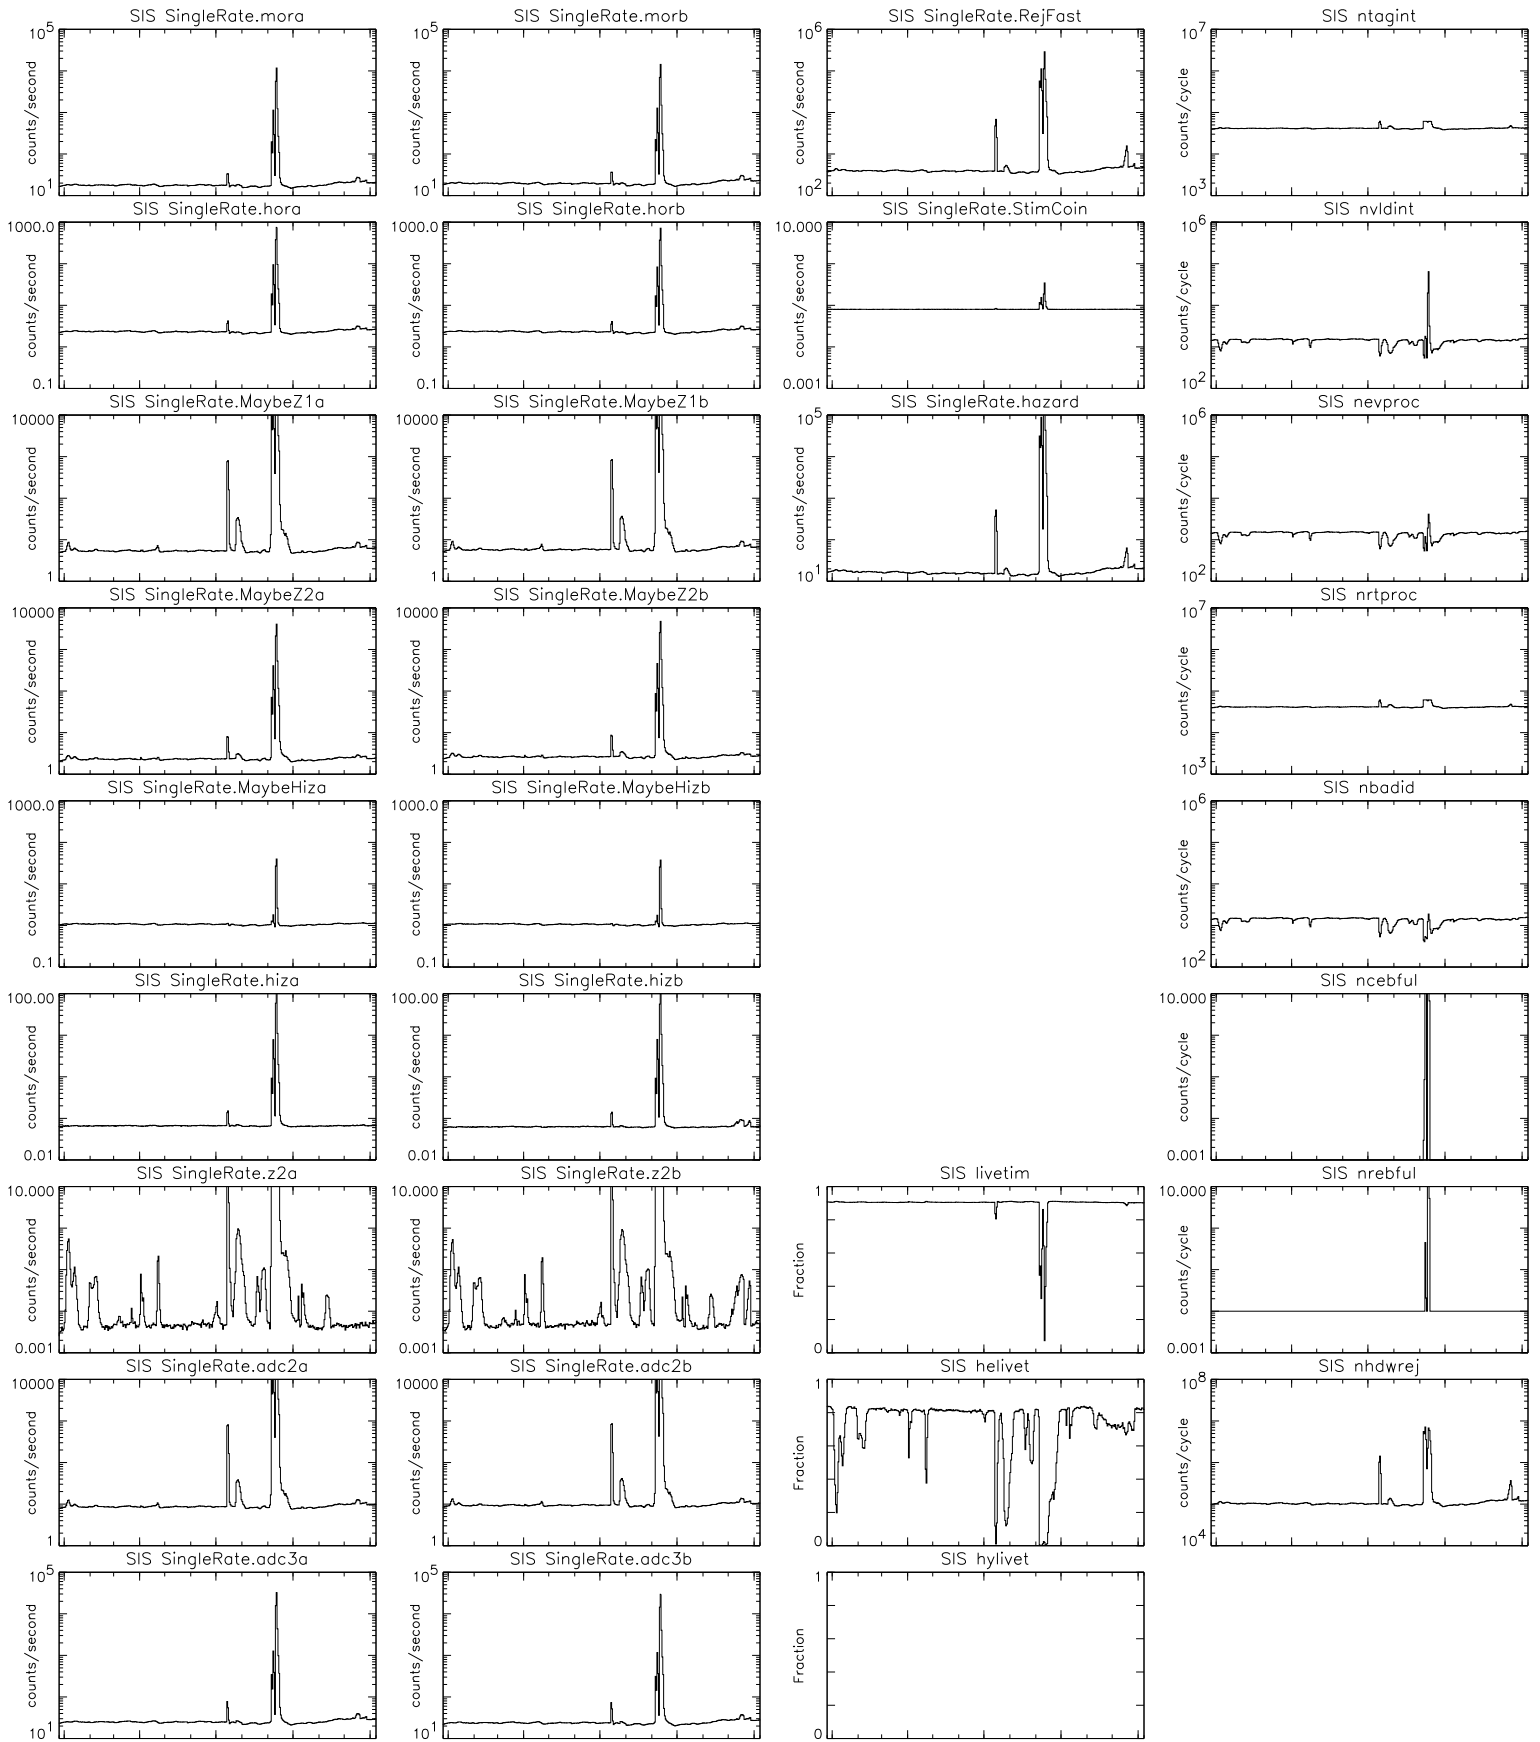 SIS SingleRate.mora
10^5
counts/second
10^1
SIS SingleRate.morb
10^5
counts/second
10^1
SIS SingleRate.RejFast
10^6
counts/second
10^2
SIS ntagint
10^7
counts/cycle
10^3
SIS SingleRate.hora
1000.0
counts/second
0.1
SIS SingleRate.horb
1000.0
counts/second
0.1
SIS SingleRate.StimCoin
10.000
counts/second
0.001
SIS nvldint
10^6
counts/cycle
10^2
SIS SingleRate.MaybeZ1a
10000
counts/second
1
SIS SingleRate.MaybeZ1b
10000
counts/second
1
SIS SingleRate.hazard
10^5
counts/second
10^1
SIS nevproc
10^6
counts/cycle
10^2
SIS SingleRate.MaybeZ2a
10000
counts/second
1
SIS SingleRate.MaybeZ2b
10000
counts/second
1
SIS nrtproc
10^7
counts/cycle
10^3
SIS SingleRate.MaybeHiza
1000.0
counts/second
0.1
SIS SingleRate.MaybeHizb
1000.0
counts/second
0.1
SIS nbadid
10^6
counts/cycle
10^2
SIS SingleRate.hiza
100.00
counts/second
0.01
SIS SingleRate.hizb
100.00
counts/second
0.01
SIS ncebful
10.000
counts/cycle
0.001
SIS SingleRate.z2a
10.000
counts/second
0.001
SIS SingleRate.z2b
10.000
counts/second
0.001
SIS livetim
1
Fraction
0
SIS nrebful
10.000
counts/cycle
0.001
SIS SingleRate.adc2a
10000
counts/second
1
SIS SingleRate.adc2b
10000
counts/second
1
SIS helivet
1
Fraction
0
SIS nhdwrej
10^8
counts/cycle
10^4
SIS SingleRate.adc3a
10^5
counts/second
10^1
SIS SingleRate.adc3b
10^5
counts/second
10^1
SIS hylivet
1
Fraction
0